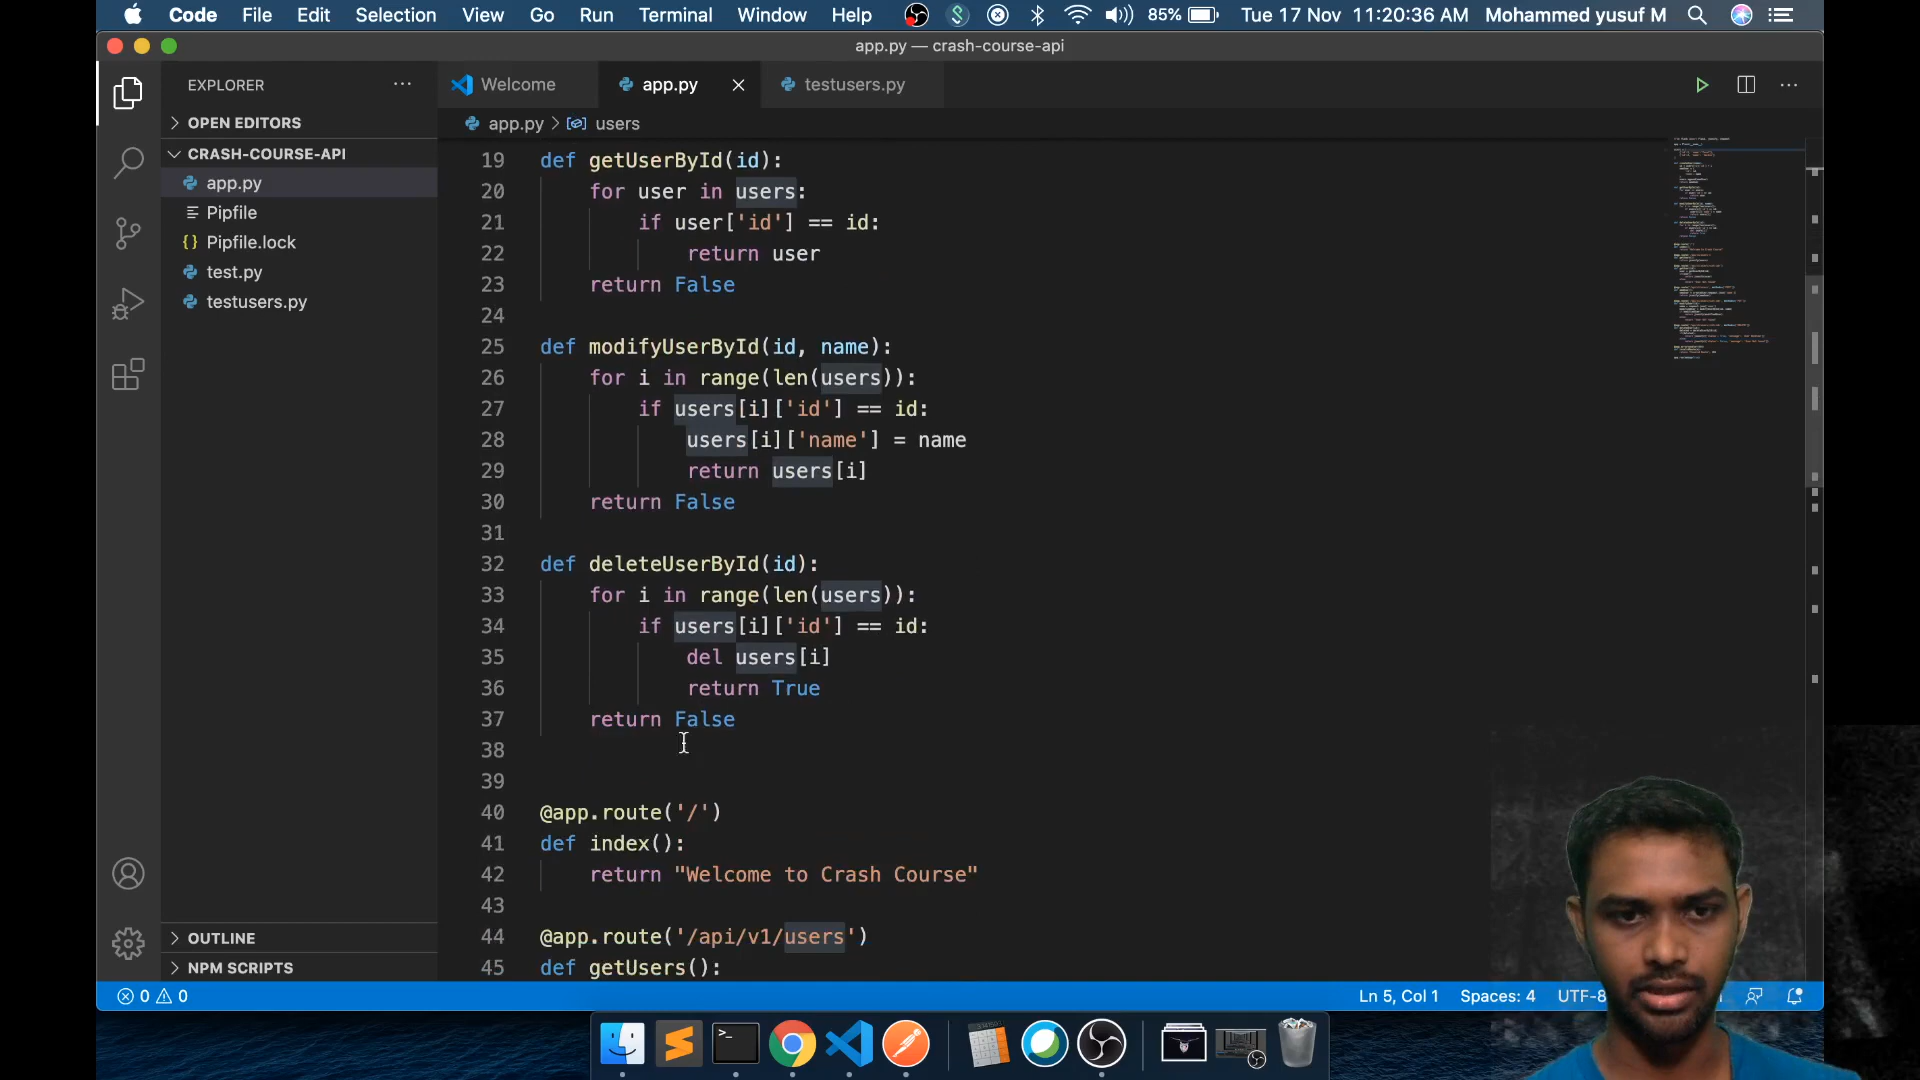 Code File Edit Selection View Go Run Terminal Window Help 85% Tue 17 Nov 11:20:36 AM Mohammed yusuf M
app.py — crash-course-api
EXPLORER ···
OPEN EDITORS
CRASH-COURSE-API
app.py
Pipfile
Pipfile.lock
test.py
testusers.py
OUTLINE
NPM SCRIPTS
Welcome app.py testusers.py
app.py > users
19 def getUserById(id):
20 for user in users:
21 if user['id'] == id:
22 return user
23 return False
24
25 def modifyUserById(id, name):
26 for i in range(len(users)):
27 if users[i]['id'] == id:
28 users[i]['name'] = name
29 return users[i]
30 return False
31
32 def deleteUserById(id):
33 for i in range(len(users)):
34 if users[i]['id'] == id:
35 del users[i]
36 return True
37 return False
38
39
40 @app.route('/')
41 def index():
42 return "Welcome to Crash Course"
43
44 @app.route('/api/v1/users')
45 def getUsers():
0 0 Ln 5, Col 1 Spaces: 4 UTF-8